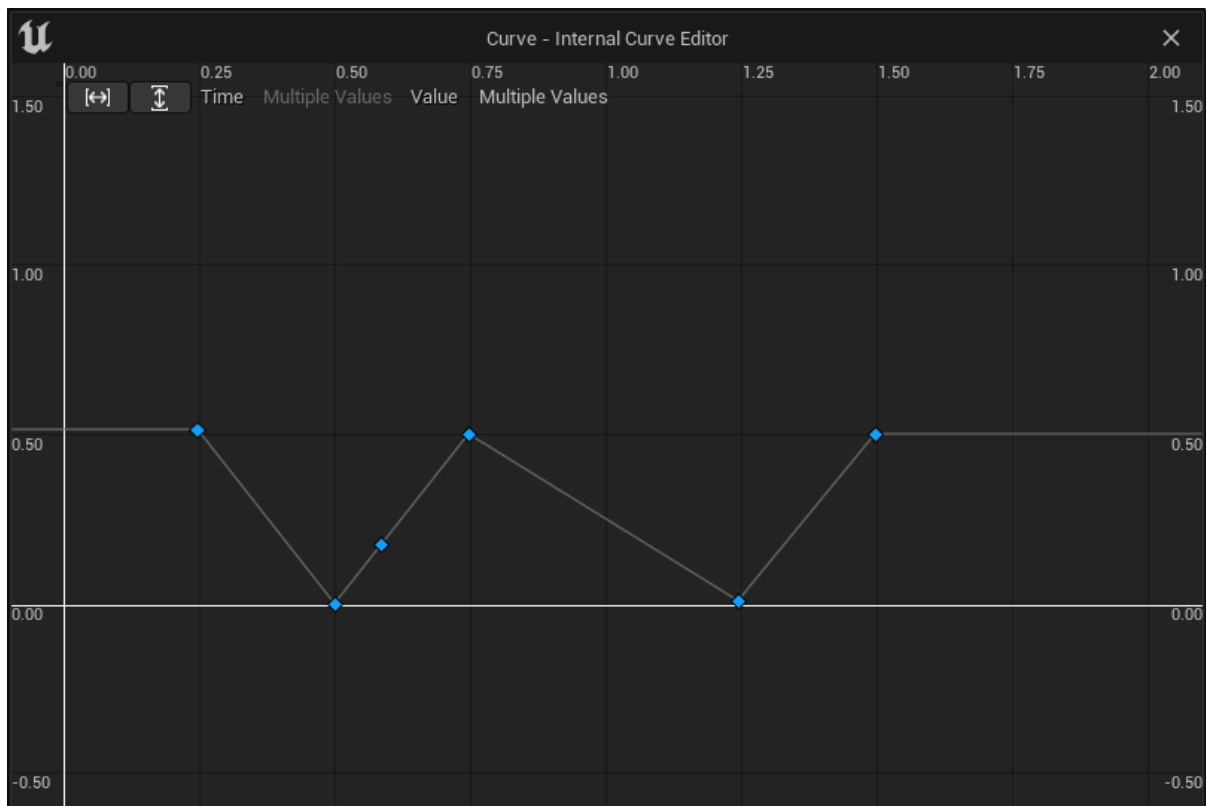 Curve - Internal Curve Editor
0.00 0.25 0.50 0.75 1.00 1.25 1.50 1.75 2.00
Time Multiple Values Value Multiple Values
1.50 1.50
1.00 1.00
0.50 0.50
0.00 0.00
-0.50 -0.50